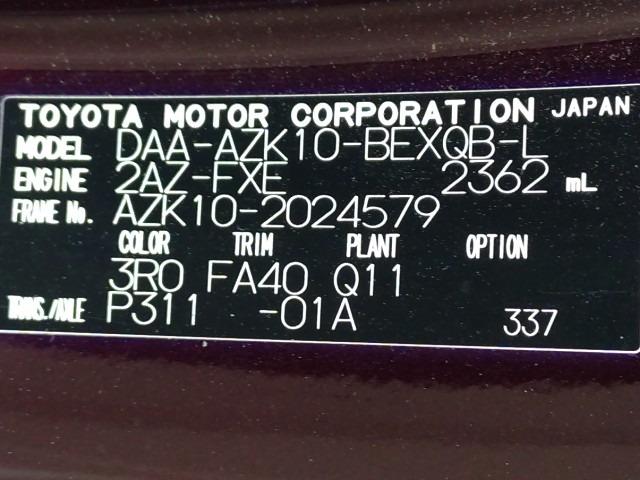 TOYOTA MOTOR CORPORATION JAPAN
MODEL DAA-AZK10-BEXQB-L
ENGINE 2AZ-FXE 2362 mL
FRAME No. AZK10-2024579
COLOR TRIM PLANT OPTION
3R0 FA40 Q11
TRANS./AXLE P311 -01A 337